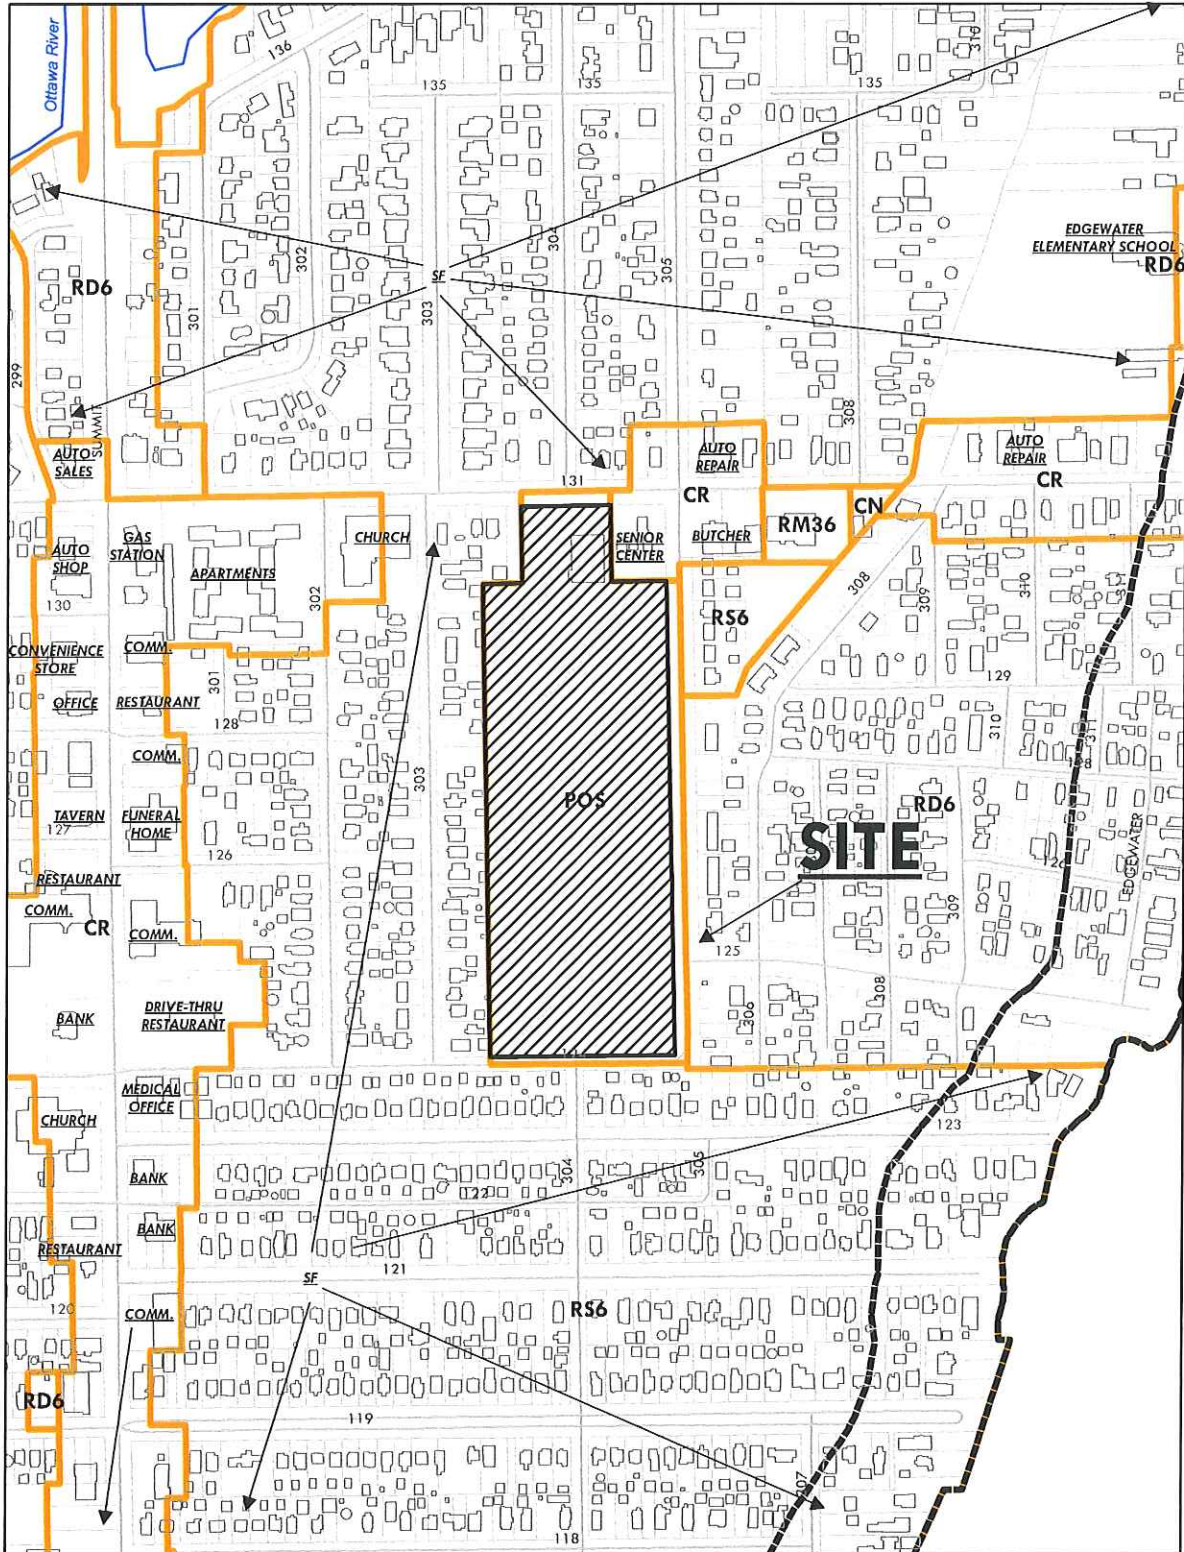 Ottawa River
136
135
135
135
310
304
302
303
305
301
308
299
SF
RD6
EDGEWATER
ELEMENTARY SCHOOL
RD6
SUMMIT
AUTO
SALES
131
AUTO
REPAIR
CR
AUTO
REPAIR
CR
AUTO
SHOP
130
GAS
STATION
APARTMENTS
302
CHURCH
SENIOR
CENTER
BUTCHER
RM36
CN
308
309
310
311
CONVENIENCE
STORE
COMM.
RS6
129
OFFICE
RESTAURANT
301
128
310
311
COMM.
303
128
POS
RD6
TAVERN
127
FUNERAL
HOME
126
SITE
126
EDGEWATER
RESTAURANT
COMM.
CR
COMM.
309
125
BANK
DRIVE-THRU
RESTAURANT
306
308
MEDICAL
OFFICE
CHURCH
123
BANK
304
305
122
BANK
RESTAURANT
121
SF
120
COMM.
RS6
RD6
119
307
118